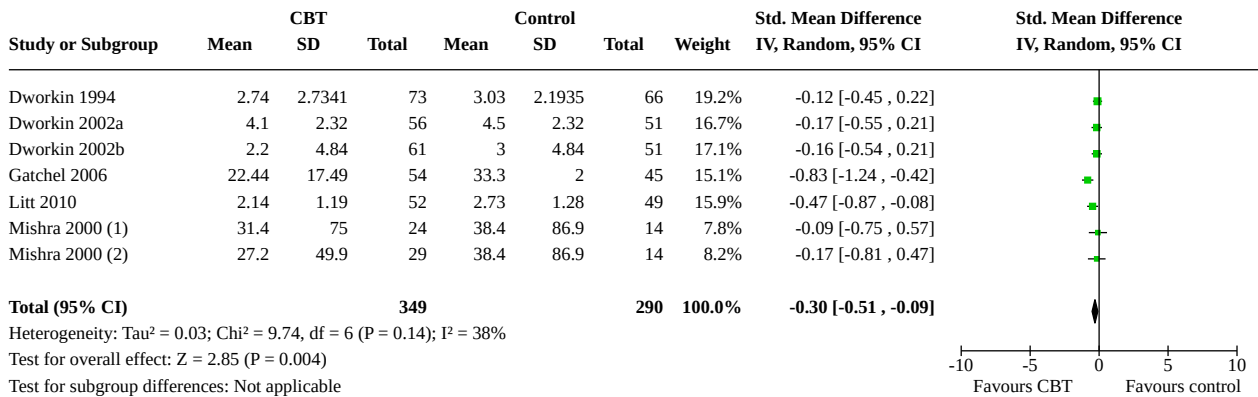 CBT Control Std. Mean Difference Std. Mean Difference
Study or Subgroup Mean SD Total Mean SD Total Weight IV, Random, 95% CI IV, Random, 95% CI
Dworkin 1994 2.74 2.7341 73 3.03 2.1935 66 19.2% -0.12 [-0.45 , 0.22]
Dworkin 2002a 4.1 2.32 56 4.5 2.32 51 16.7% -0.17 [-0.55 , 0.21]
Dworkin 2002b 2.2 4.84 61 3 4.84 51 17.1% -0.16 [-0.54 , 0.21]
Gatchel 2006 22.44 17.49 54 33.3 2 45 15.1% -0.83 [-1.24 , -0.42]
Litt 2010 2.14 1.19 52 2.73 1.28 49 15.9% -0.47 [-0.87 , -0.08]
Mishra 2000 (1) 31.4 75 24 38.4 86.9 14 7.8% -0.09 [-0.75 , 0.57]
Mishra 2000 (2) 27.2 49.9 29 38.4 86.9 14 8.2% -0.17 [-0.81 , 0.47]
Total (95% CI) 349 290 100.0% -0.30 [-0.51 , -0.09]
Heterogeneity: Tau² = 0.03; Chi² = 9.74, df = 6 (P = 0.14); I² = 38%
Test for overall effect: Z = 2.85 (P = 0.004)
Test for subgroup differences: Not applicable
-10 -5 0 5 10
Favours CBT Favours control